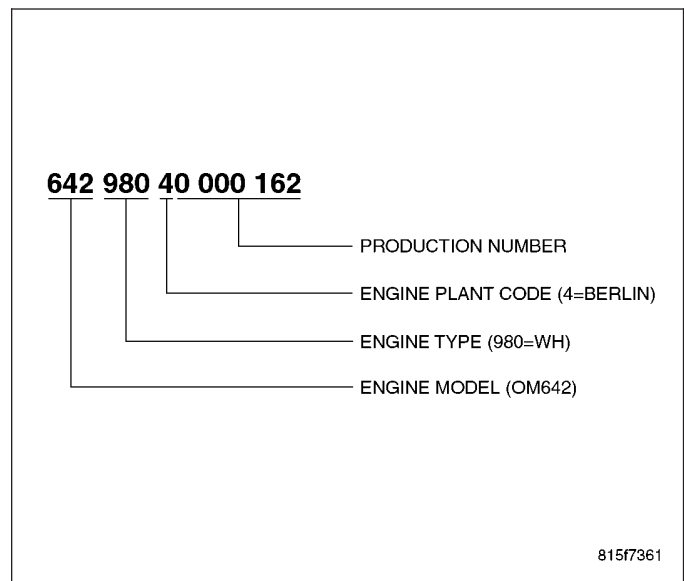 642 980 40 000 162
PRODUCTION NUMBER
ENGINE PLANT CODE (4=BERLIN)
ENGINE TYPE (980=WH)
ENGINE MODEL (OM642)
815f7361